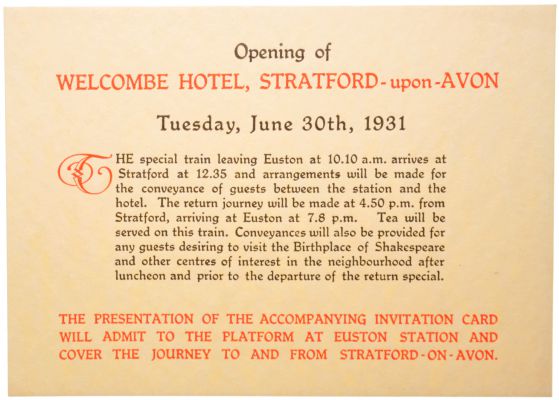 Opening of
WELCOMBE HOTEL, STRATFORD-upon-AVON
Tuesday, June 30th, 1931
THE special train leaving Euston at 10.10 a.m. arrives at
Stratford at 12.35 and arrangements will be made for
the conveyance of guests between the station and the
hotel. The return journey will be made at 4.50 p.m. from
Stratford, arriving at Euston at 7.8 p.m. Tea will be
served on this train. Conveyances will also be provided for
any guests desiring to visit the Birthplace of Shakespeare
and other centres of interest in the neighbourhood after
luncheon and prior to the departure of the return special.
THE PRESENTATION OF THE ACCOMPANYING INVITATION CARD
WILL ADMIT TO THE PLATFORM AT EUSTON STATION AND
COVER THE JOURNEY TO AND FROM STRATFORD-ON-AVON.